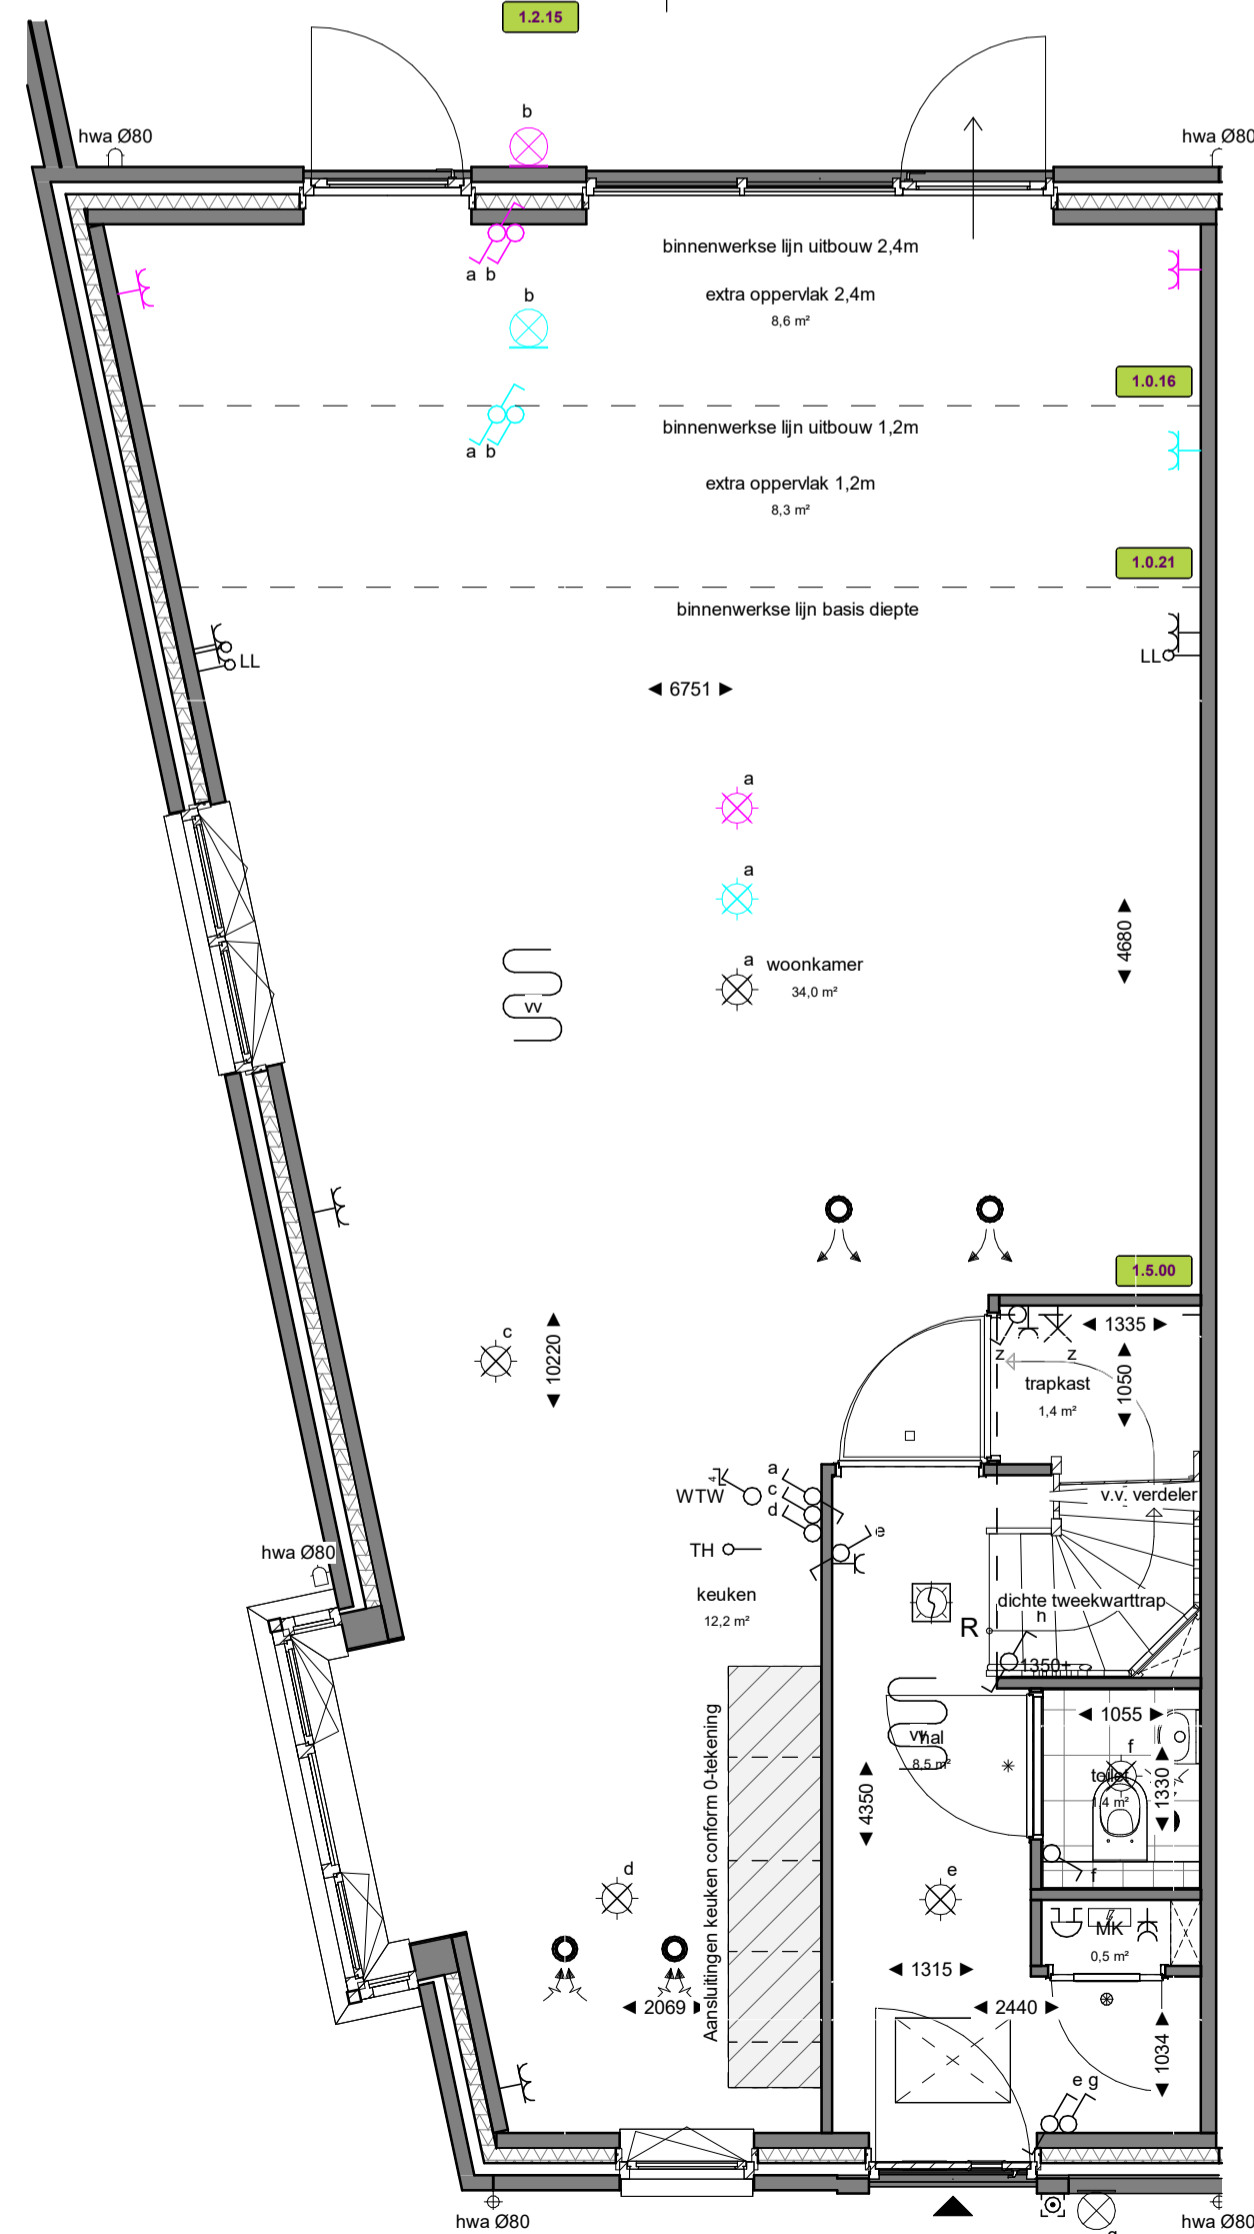 1.2.15
b
hwa Ø80
hwa Ø80
binnenwerkse lijn uitbouw 2,4m
a b
b
extra oppervlak 2,4m
8,6 m²
1.0.16
binnenwerkse lijn uitbouw 1,2m
a b
extra oppervlak 1,2m
8,3 m²
1.0.21
binnenwerkse lijn basis diepte
LL
LL
6751
a
a
4680
a
woonkamer
34,0 m²
vv
1.5.00
1335
c
10220
z
z
1050
trapkast
1,4 m²
4
WTW
a
c
d
v.v. verdeler
e
TH
hwa Ø80
keuken
12,2 m²
dichte tweekwarttrap
h
R
1350+
Aansluitingen keuken conform 0-tekening
1055
vv
hal
8,5 m²
f
toilet
1,4 m²
1330
4350
d
e
f
MK
0,5 m²
1315
2069
2440
1034
e g
hwa Ø80
hwa Ø80
g